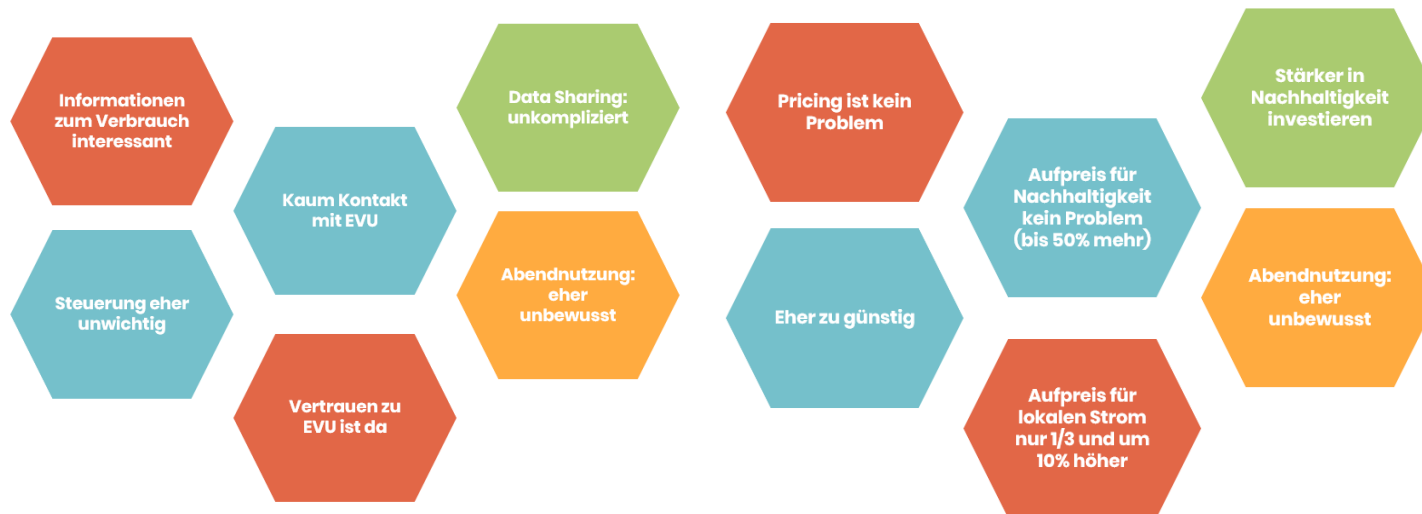 Informationen
zum Verbrauch
interessant
Kaum Kontakt
mit EVU
Data Sharing:
unkompliziert
Steuerung eher
unwichtig
Vertrauen zu
EVU ist da
Abendnutzung:
eher
unbewusst
Pricing ist kein
Problem
Aufpreis für
Nachhaltigkeit
kein Problem
(bis 50% mehr)
Stärker in
Nachhaltigkeit
investieren
Eher zu günstig
Aufpreis für
lokalen Strom
nur 1/3 und um
10% höher
Abendnutzung:
eher
unbewusst